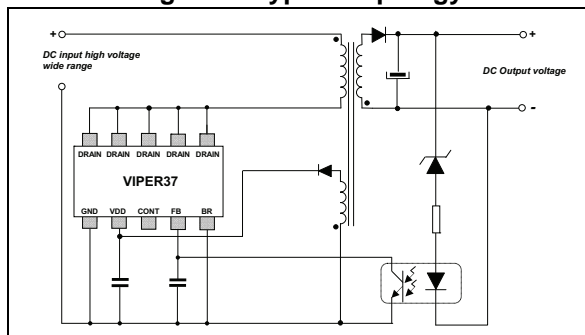 +
DC input high voltage
wide range
+
DC Output voltage
-
DRAIN DRAIN DRAIN DRAIN DRAIN
VIPER37
GND VDD CONT FB BR